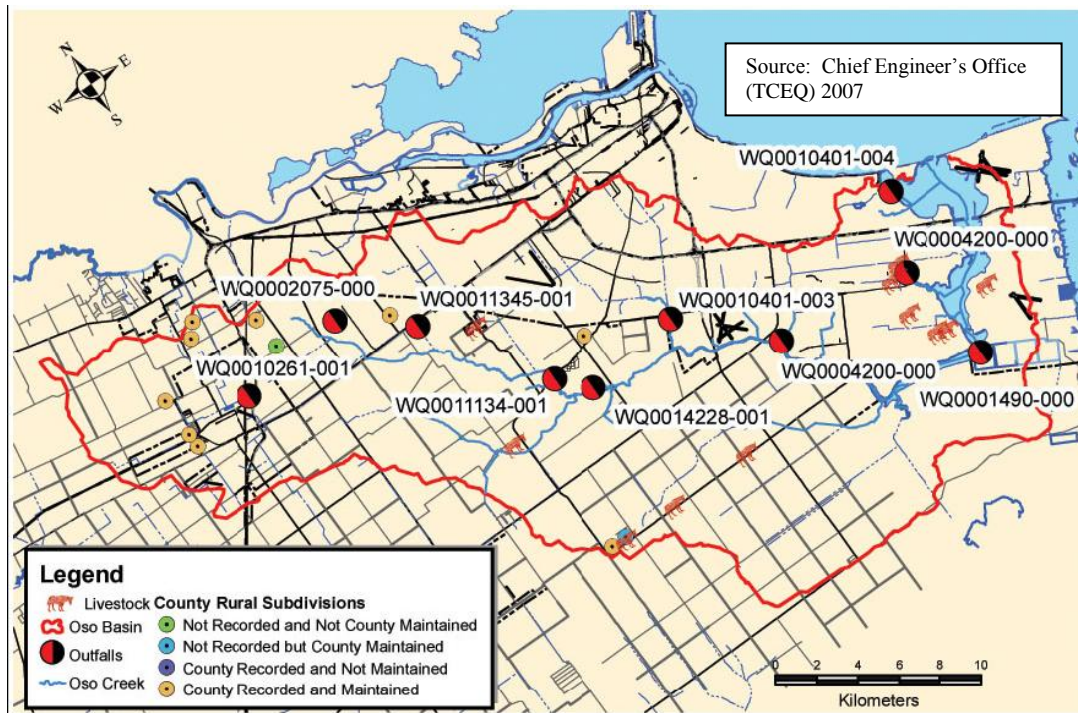 N
E
W
S
Source: Chief Engineer's Office
(TCEQ) 2007
WQ0010401-004
WQ0004200-000
WQ0002075-000
WQ0011345-001
WQ0010401-003
WQ0010261-001
WQ0004200-000
WQ0011134-001
WQ0014228-001
WQ0001490-000
Legend
Livestock
Oso Basin
Outfalls
Oso Creek
County Rural Subdivisions
Not Recorded and Not County Maintained
Not Recorded but County Maintained
County Recorded and Not Maintained
County Recorded and Maintained
0 2 4 6 8 10
Kilometers